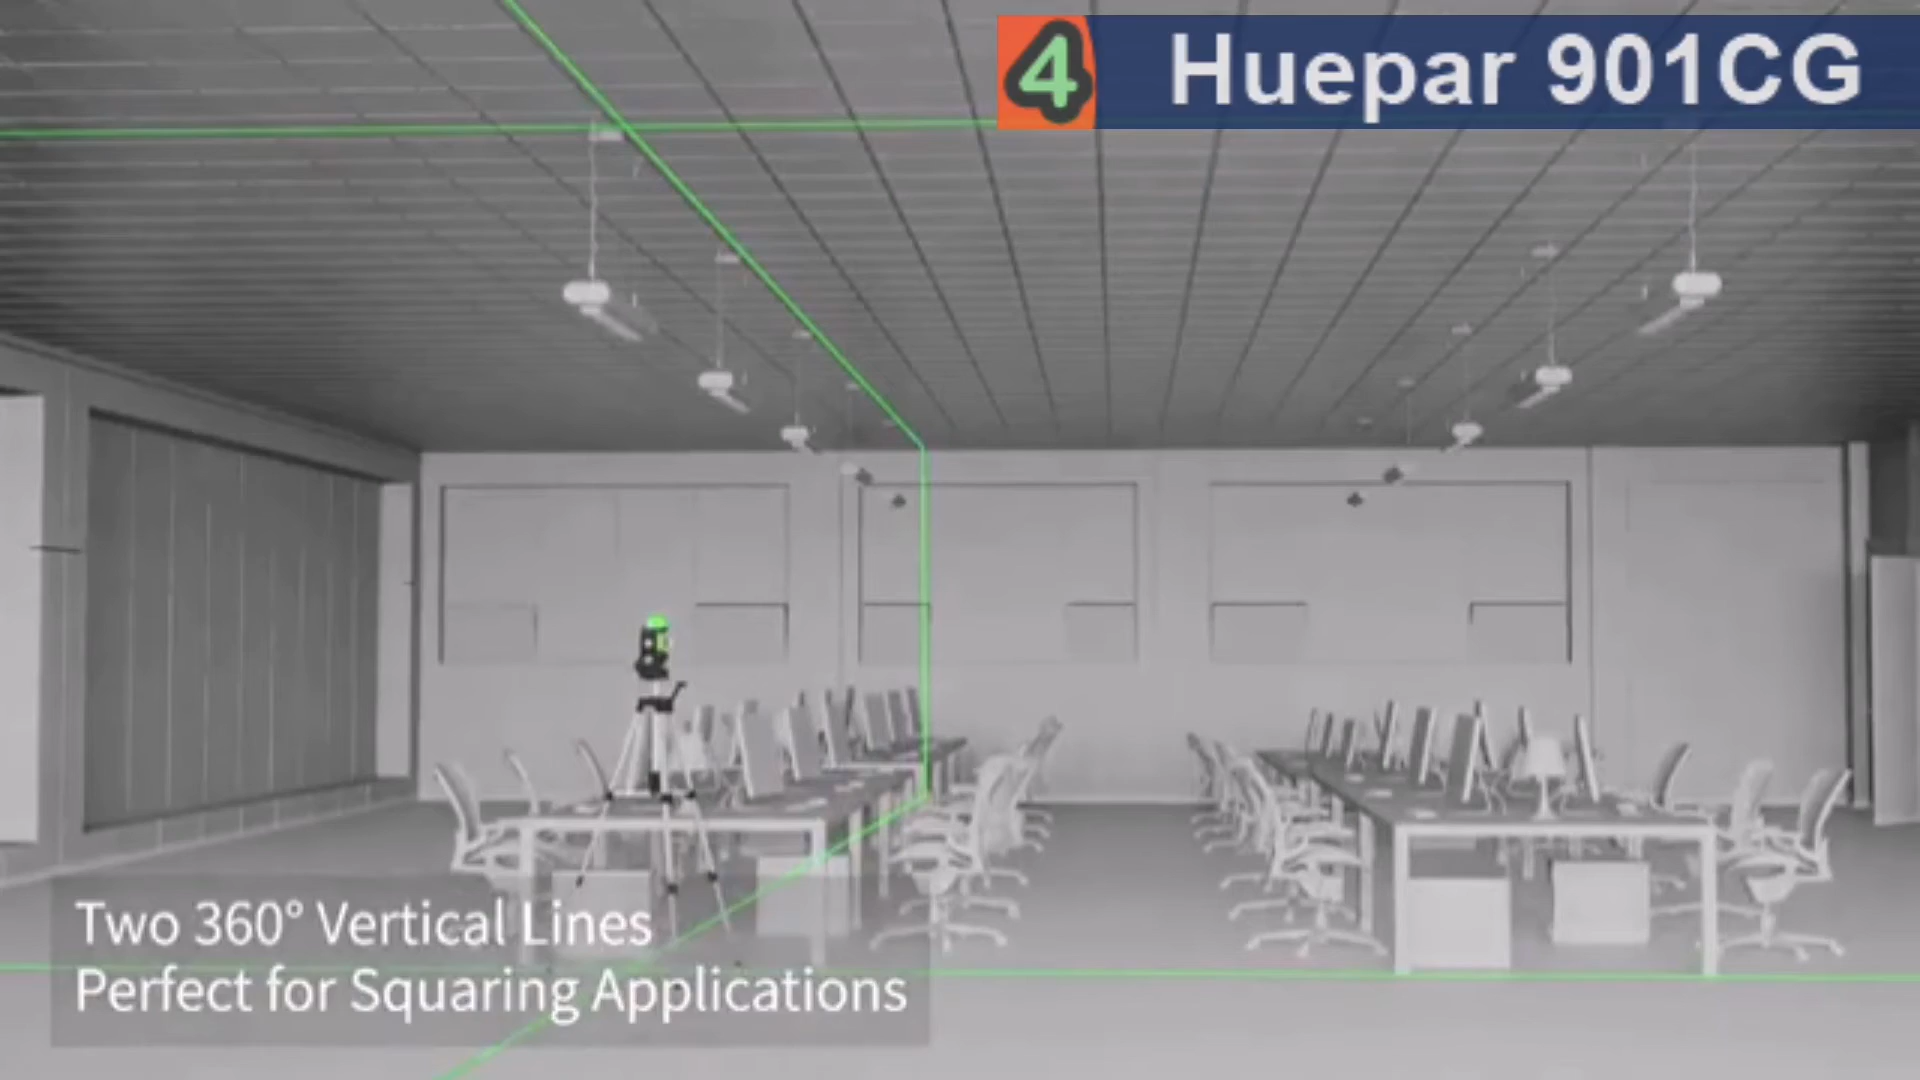 4 Huepar 901CG
Two 360° Vertical Lines
Perfect for Squaring Applications